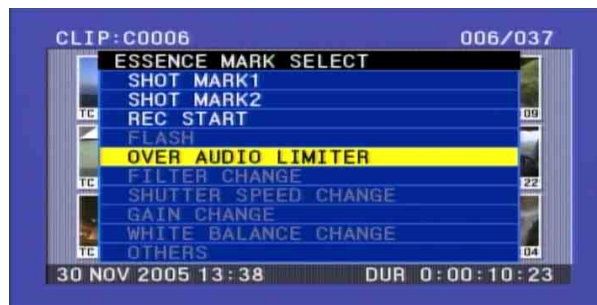 CLIP:C0006 006/037
ESSENCE MARK SELECT
SHOT MARK1
SHOT MARK2
TC REC START 09
FLASH
OVER AUDIO LIMITER
TC FILTER CHANGE 22
SHUTTER SPEED CHANGE
GAIN CHANGE
WHITE BALANCE CHANGE
TC OTHERS 04
30 NOV 2005 13:38 DUR 0:00:10:23